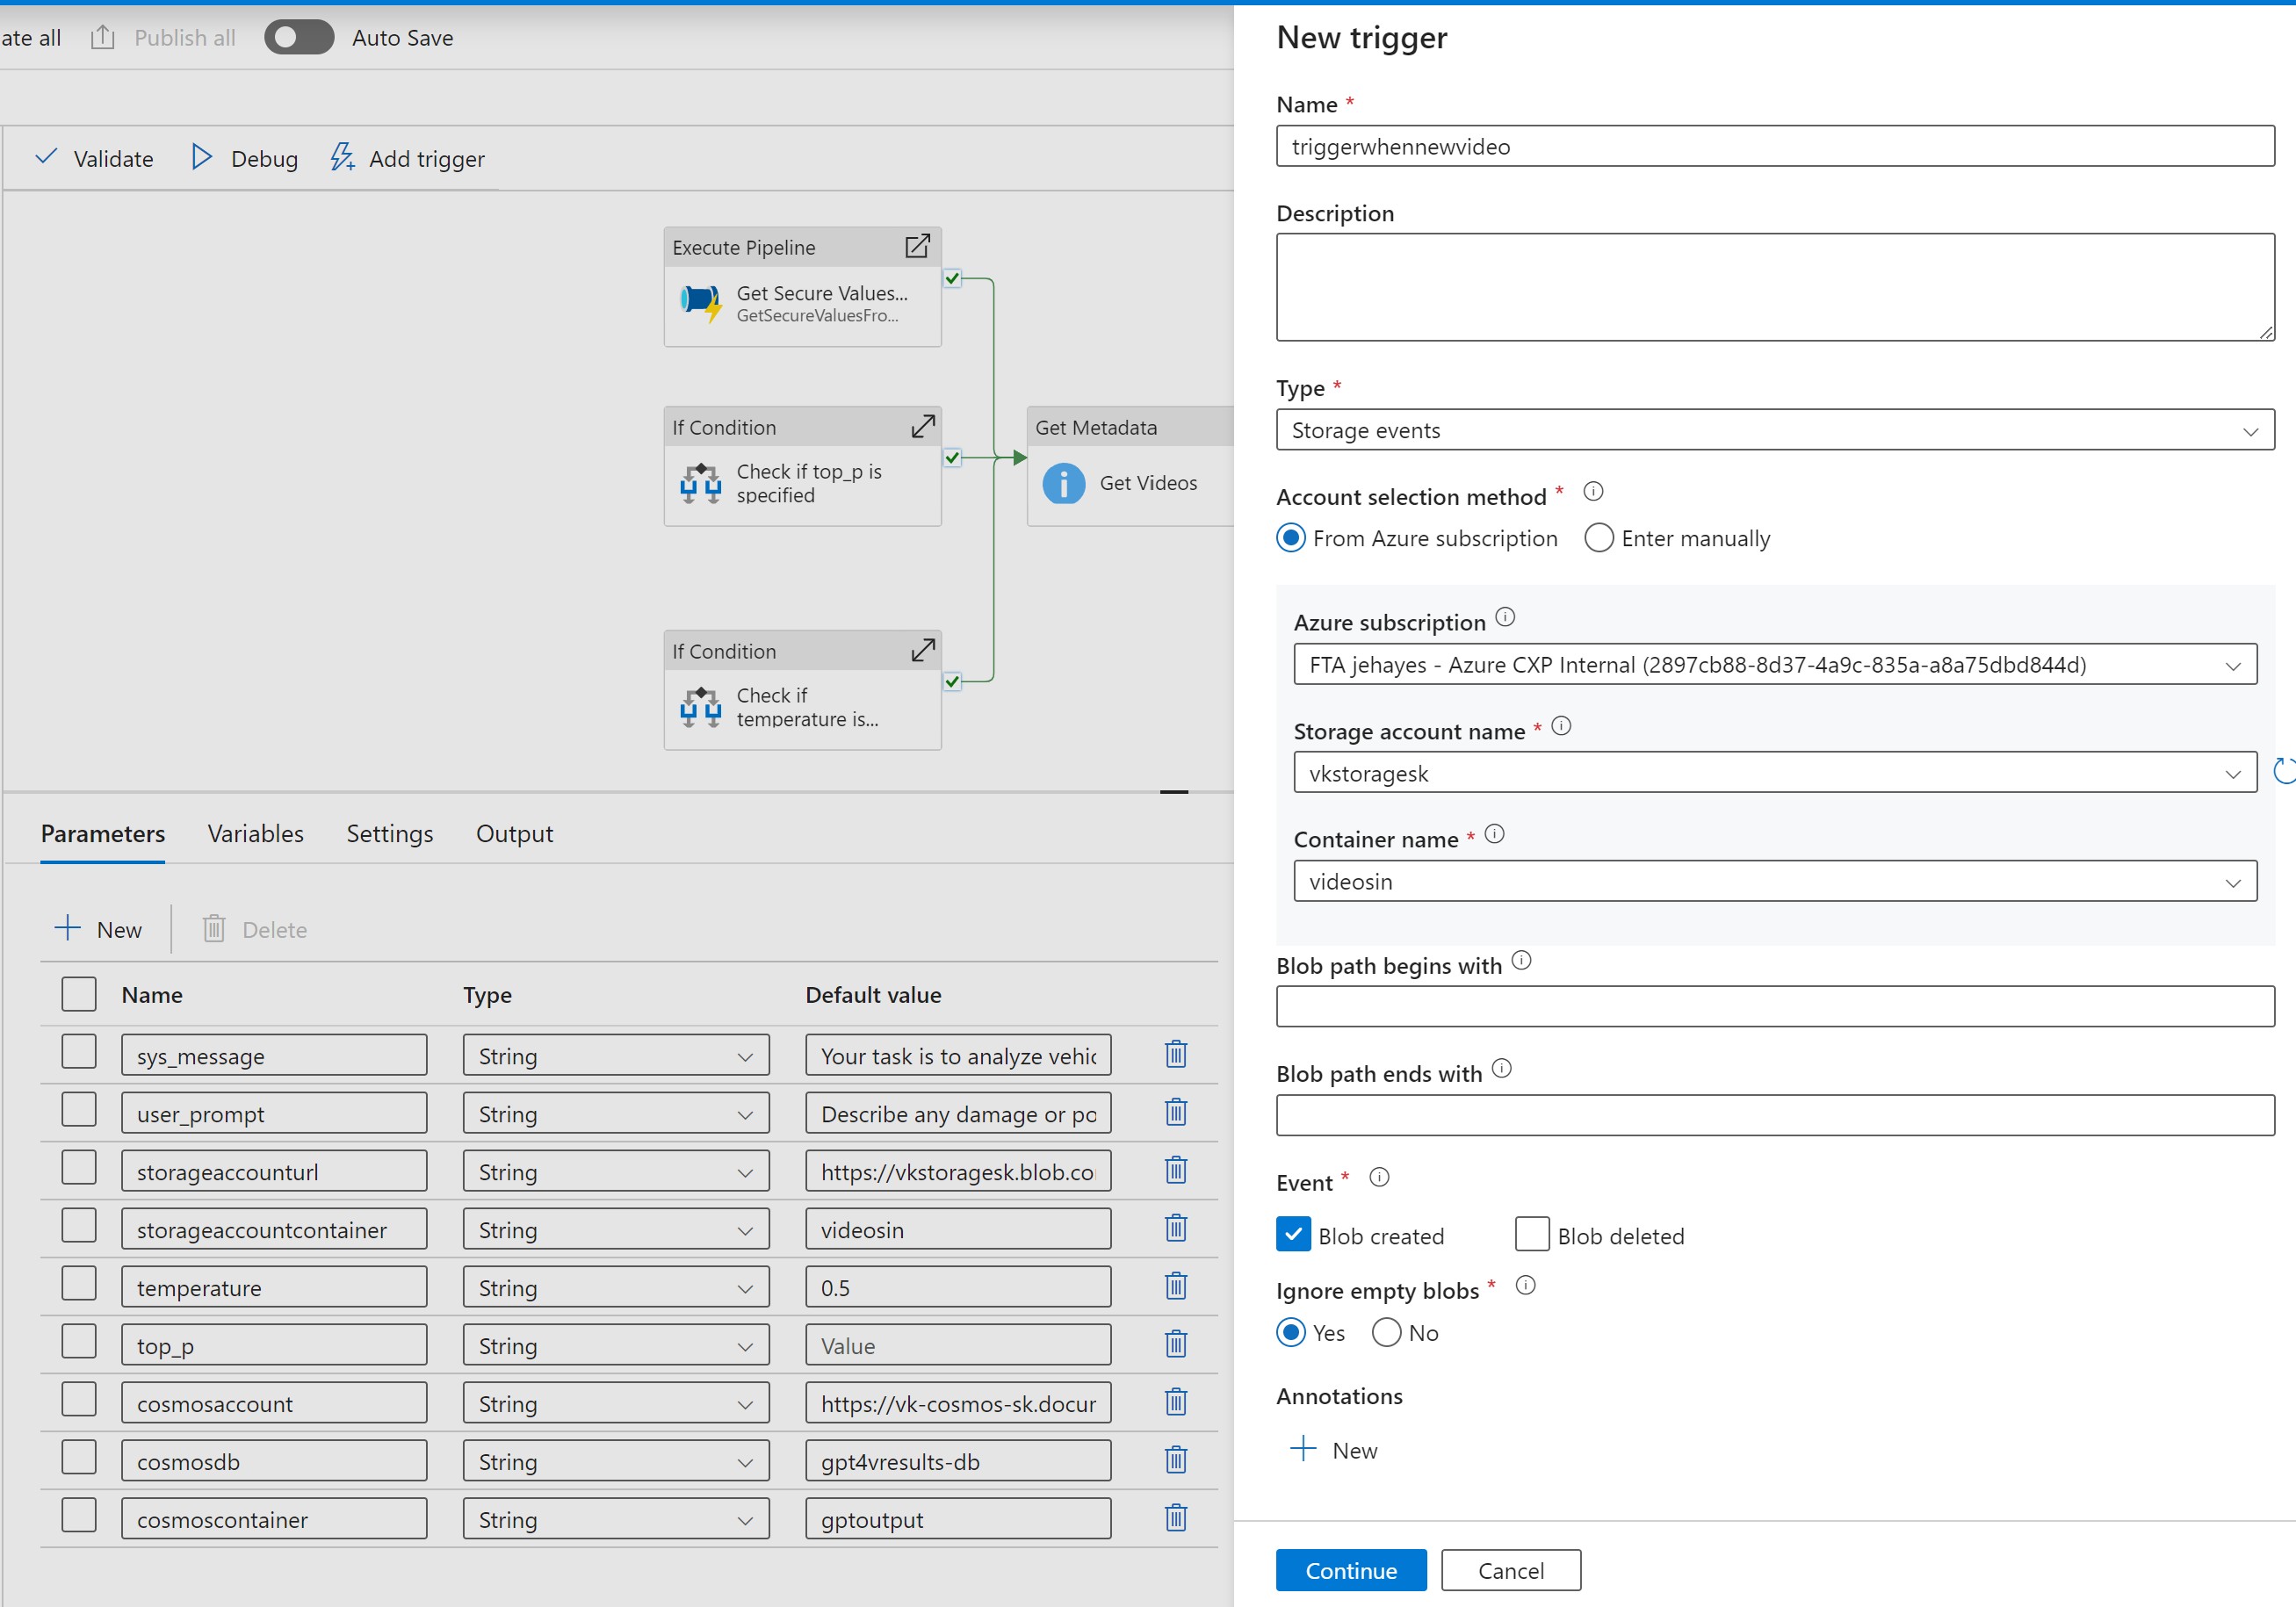 ate all
Publish all
Auto Save
Validate
Debug
Add trigger
Execute Pipeline
Get Secure Values...
GetSecureValuesFro...
If Condition
Check if top_p is
specified
Get Metadata
Get Videos
If Condition
Check if
temperature is...
Parameters Variables Settings Output
New Delete
Name Type Default value
sys_message String Your task is to analyze vehic
user_prompt String Describe any damage or po
storageaccounturl String https://vkstoragesk.blob.co
storageaccountcontainer String videosin
temperature String 0.5
top_p String Value
cosmosaccount String https://vk-cosmos-sk.docur
cosmosdb String gpt4vresults-db
cosmoscontainer String gptoutput
New trigger
Name *
triggerwhennewvideo
Description
Type *
Storage events
Account selection method *
From Azure subscription Enter manually
Azure subscription
FTA jehayes - Azure CXP Internal (2897cb88-8d37-4a9c-835a-a8a75dbd844d)
Storage account name *
vkstoragesk
Container name *
videosin
Blob path begins with
Blob path ends with
Event *
Blob created Blob deleted
Ignore empty blobs *
Yes No
Annotations
New
Continue Cancel